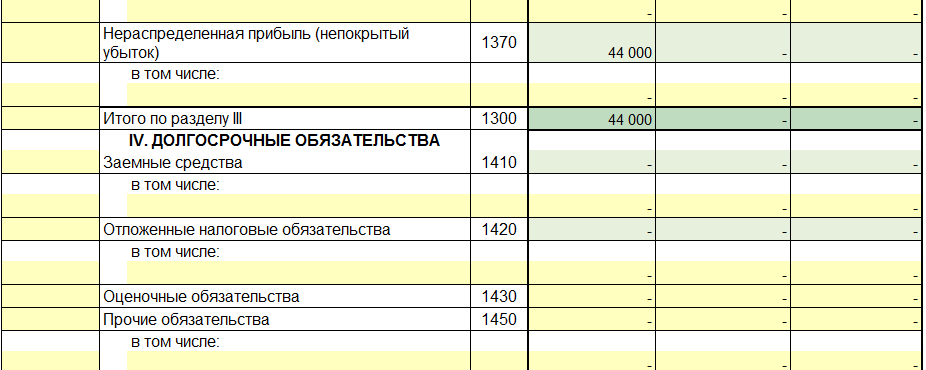 - - -
Нераспределенная прибыль (непокрытый
убыток) 1370 44 000 - -
в том числе:
- - -
Итого по разделу III 1300 44 000 - -
IV. ДОЛГОСРОЧНЫЕ ОБЯЗАТЕЛЬСТВА
Заемные средства 1410 - - -
в том числе:
- - -
Отложенные налоговые обязательства 1420 - - -
в том числе:
- - -
Оценочные обязательства 1430 - - -
Прочие обязательства 1450 - - -
в том числе:
- - -